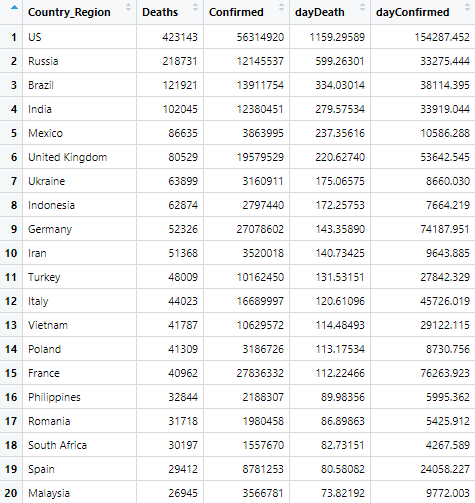 Country_Region Deaths Confirmed dayDeath dayConfirmed
1 US 423143 56314920 1159.29589 154287.452
2 Russia 218731 12145537 599.26301 33275.444
3 Brazil 121921 13911754 334.03014 38114.395
4 India 102045 12380451 279.57534 33919.044
5 Mexico 86635 3863995 237.35616 10586.288
6 United Kingdom 80529 19579529 220.62740 53642.545
7 Ukraine 63899 3160911 175.06575 8660.030
8 Indonesia 62874 2797440 172.25753 7664.219
9 Germany 52326 27078602 143.35890 74187.951
10 Iran 51368 3520018 140.73425 9643.885
11 Turkey 48009 10162450 131.53151 27842.329
12 Italy 44023 16689997 120.61096 45726.019
13 Vietnam 41787 10629572 114.48493 29122.115
14 Poland 41309 3186726 113.17534 8730.756
15 France 40962 27836332 112.22466 76263.923
16 Philippines 32844 2188307 89.98356 5995.362
17 Romania 31718 1980458 86.89863 5425.912
18 South Africa 30197 1557670 82.73151 4267.589
19 Spain 29412 8781253 80.58082 24058.227
20 Malaysia 26945 3566781 73.82192 9772.003